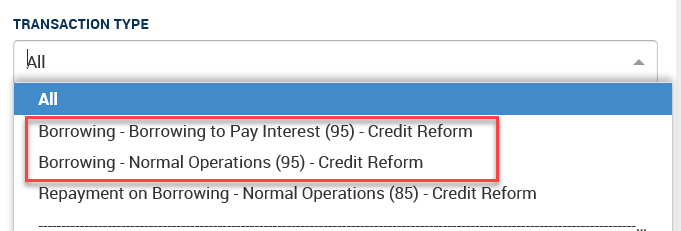 TRANSACTION TYPE
All
All
Borrowing - Borrowing to Pay Interest (95) - Credit Reform
Borrowing - Normal Operations (95) - Credit Reform
Repayment on Borrowing - Normal Operations (85) - Credit Reform
--------------------------------------------------------------------------------------------------------------------------------...